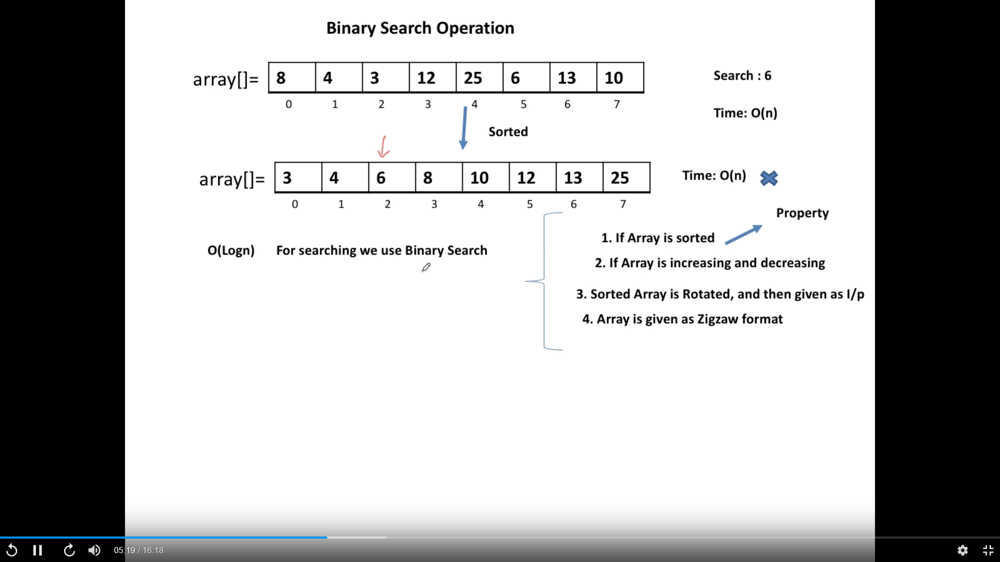 Binary Search Operation
array[]= 8 4 3 12 25 6 13 10
0 1 2 3 4 5 6 7
Search : 6
Time: O(n)
Sorted
array[]= 3 4 6 8 10 12 13 25
0 1 2 3 4 5 6 7
Time: O(n)
Property
O(Logn) For searching we use Binary Search
1. If Array is sorted
2. If Array is increasing and decreasing
3. Sorted Array is Rotated, and then given as I/p
4. Array is given as Zigzaw format
05:19 / 16:18